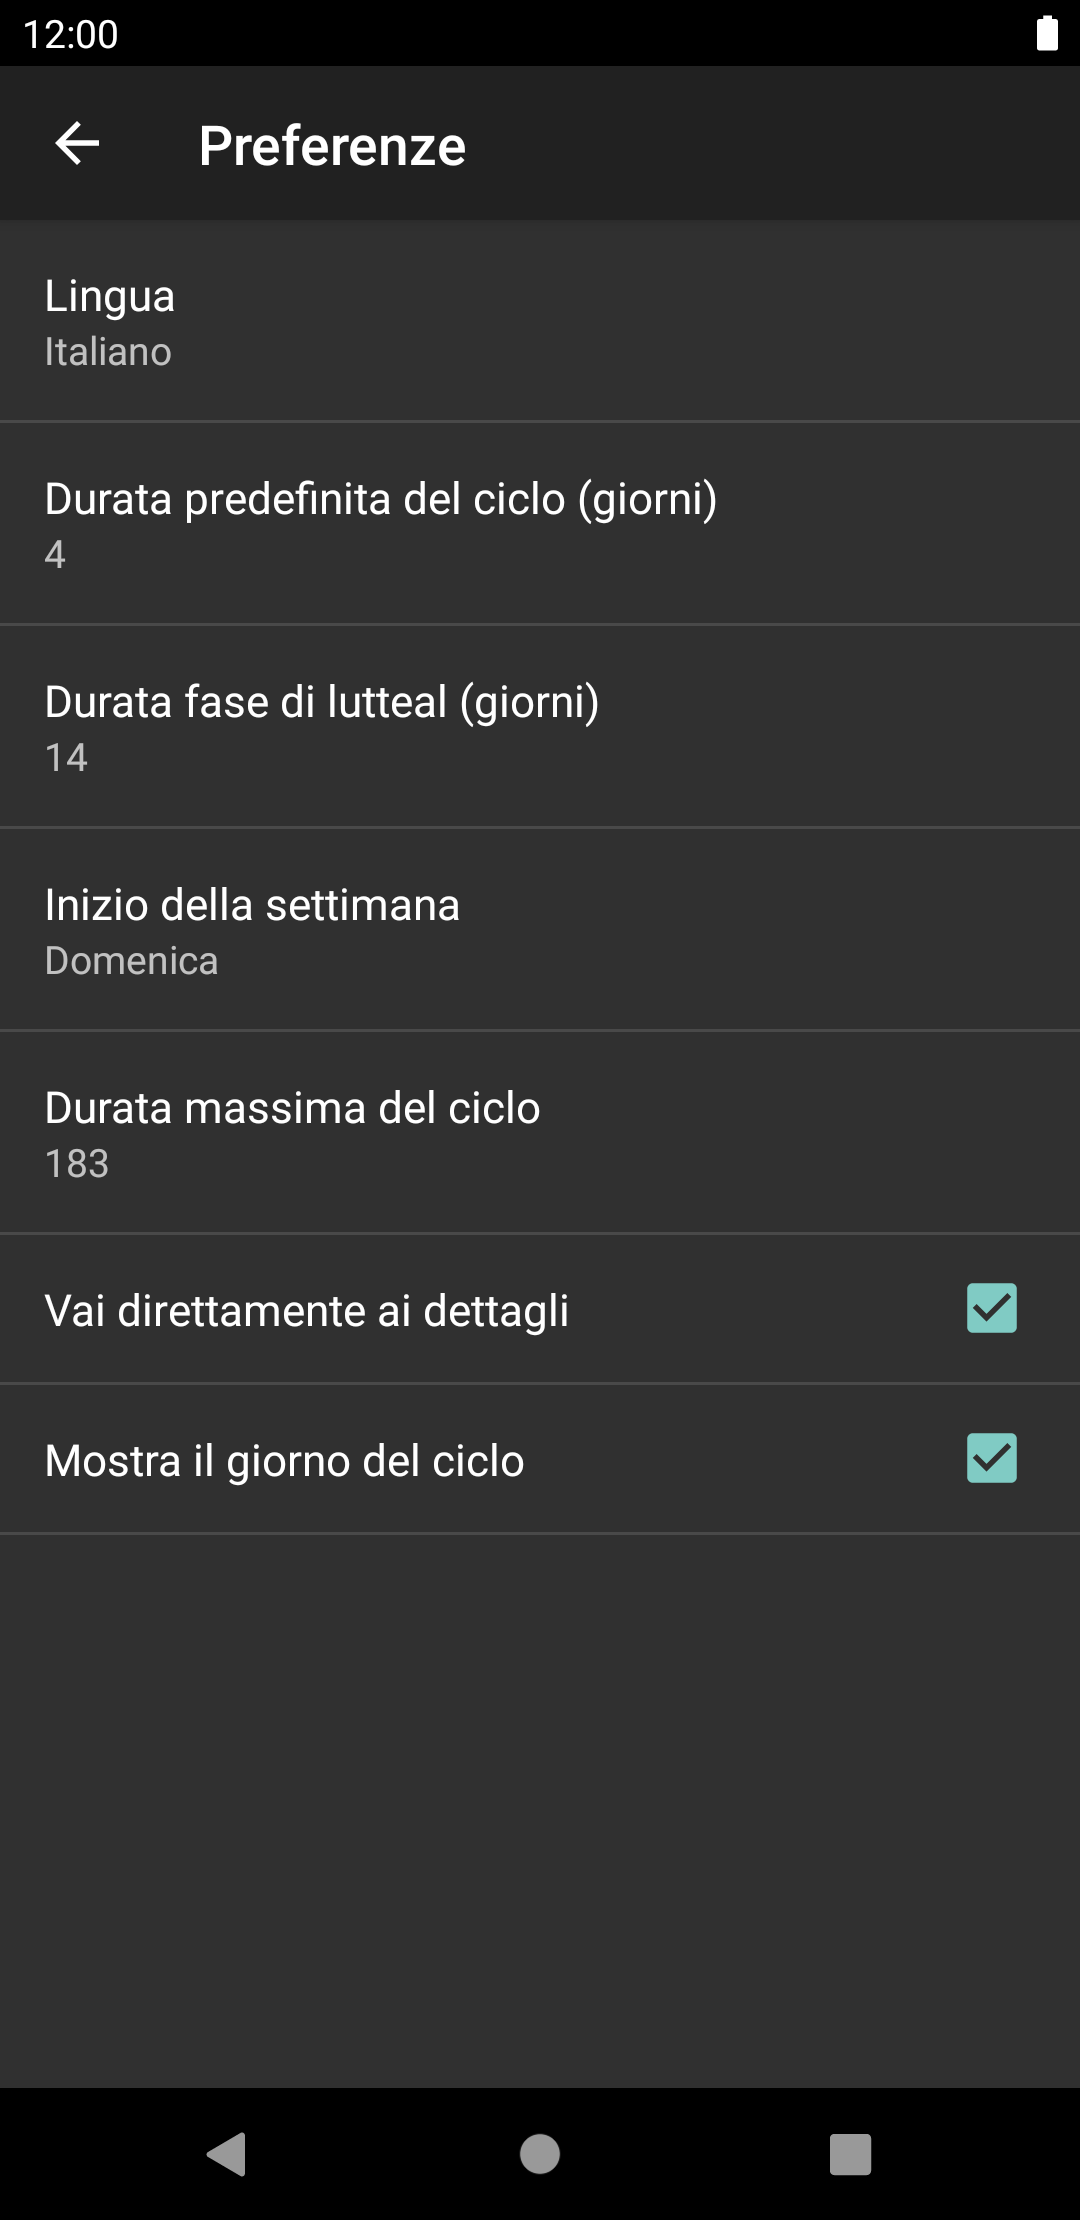 12:00
Preferenze
Lingua
Italiano
Durata predefinita del ciclo (giorni)
4
Durata fase di lutteal (giorni)
14
Inizio della settimana
Domenica
Durata massima del ciclo
183
Vai direttamente ai dettagli
Mostra il giorno del ciclo